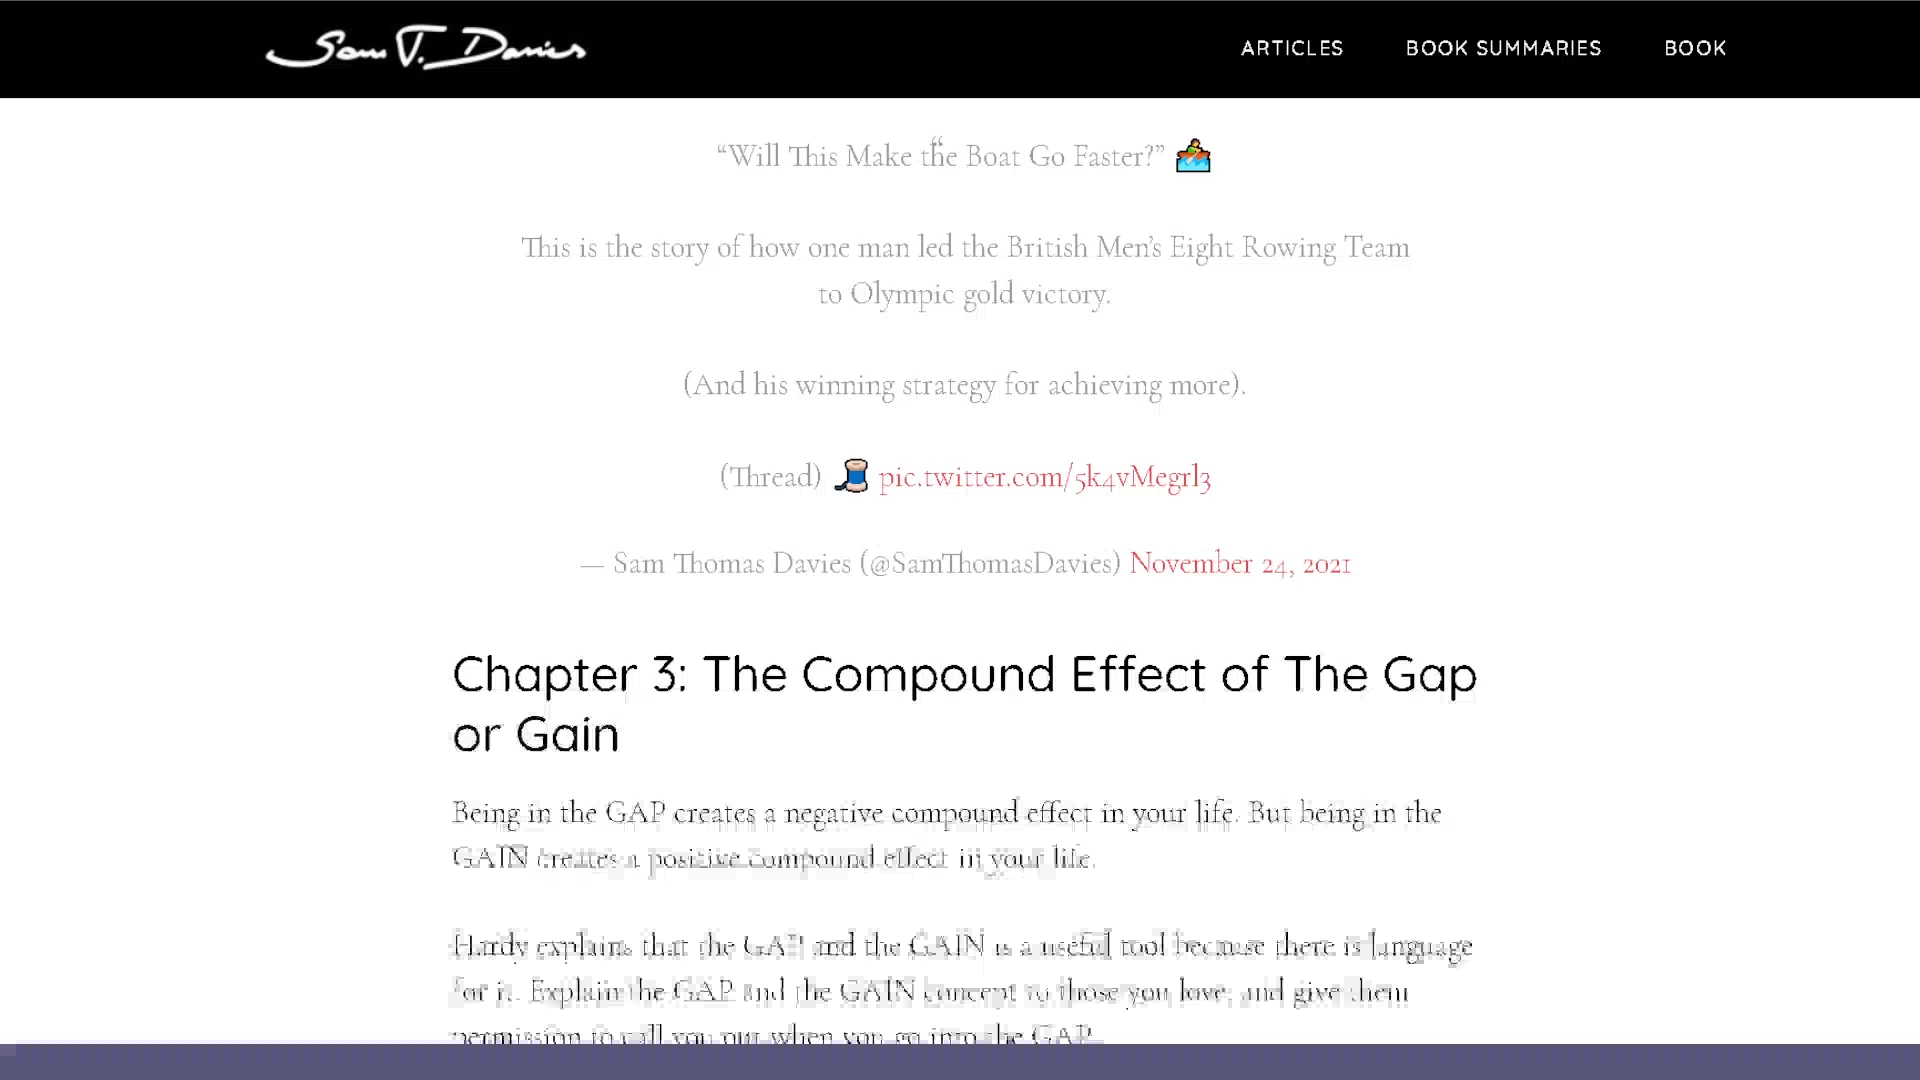 Sam T. Davies
ARTICLES BOOK SUMMARIES BOOK
“Will This Make the Boat Go Faster?” 🚣
This is the story of how one man led the British Men’s Eight Rowing Team
to Olympic gold victory.
(And his winning strategy for achieving more).
(Thread) 🧵 pic.twitter.com/5k4vMegrl3
— Sam Thomas Davies (@SamThomasDavies) November 24, 2021
Chapter 3: The Compound Effect of The Gap
or Gain
Being in the GAP creates a negative compound effect in your life. But being in the
GAIN creates a positive compound effect in your life.
Hardy explains that the GAP and the GAIN is a useful tool because there is language
for it. Explain the GAP and the GAIN concept to those you love, and give them
permission to call you out when you go into the GAP.